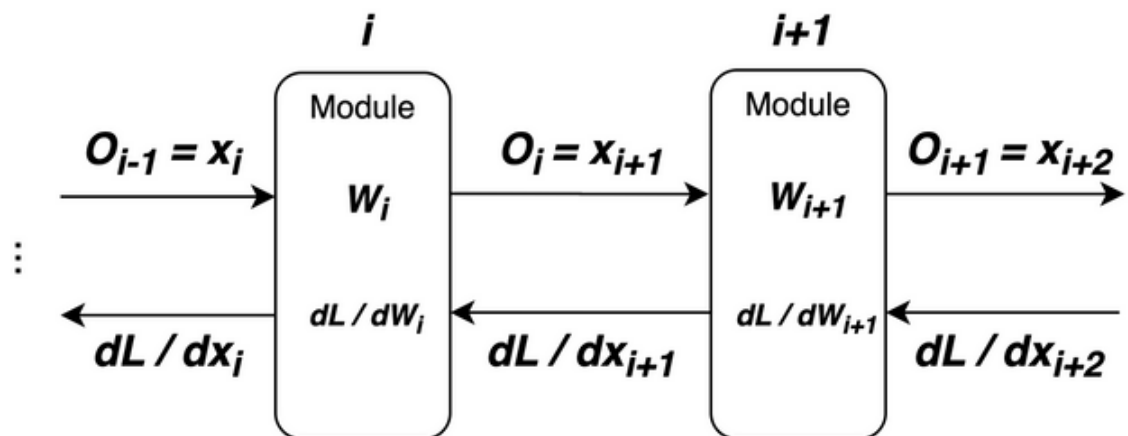 i
i+1
Module
Module
O_{i-1} = x_i
O_i = x_{i+1}
O_{i+1} = x_{i+2}
W_i
W_{i+1}
⋮
dL / dW_i
dL / dW_{i+1}
dL / dx_i
dL / dx_{i+1}
dL / dx_{i+2}